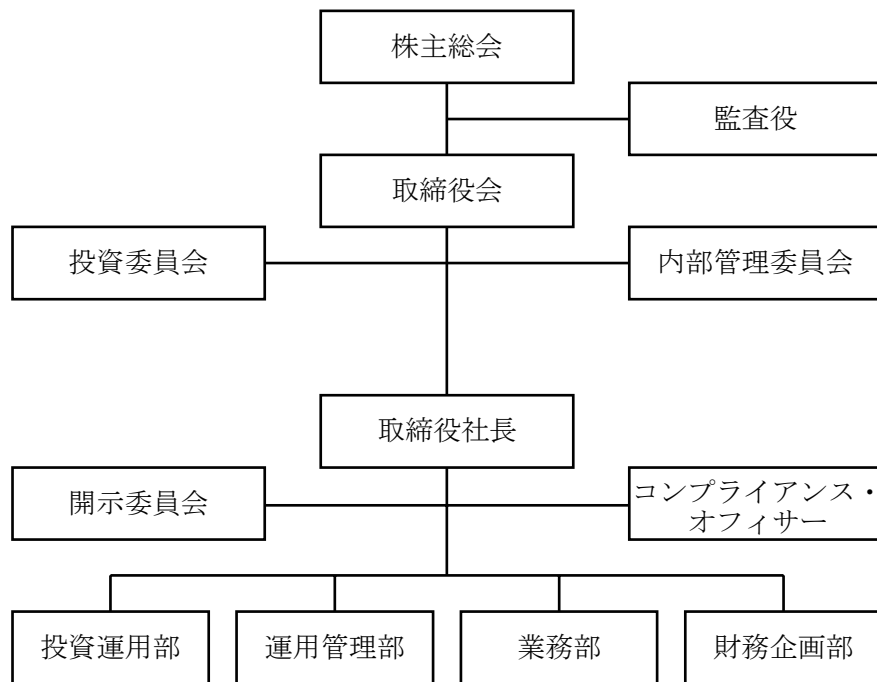 株主総会
監査役
取締役会
投資委員会
内部管理委員会
取締役社長
開示委員会
コンプライアンス・
オフィサー
投資運用部
運用管理部
業務部
財務企画部